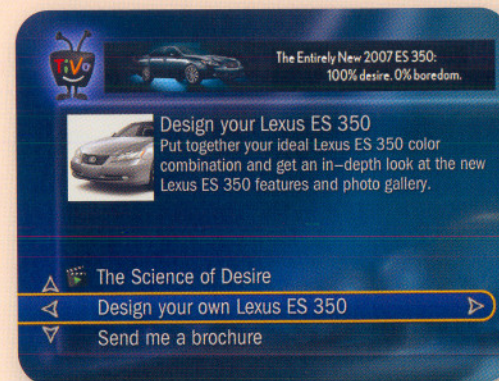 TiVo
The Entirely New 2007 ES 350:
100% desire. 0% boredom.
Design your Lexus ES 350
Put together your ideal Lexus ES 350 color
combination and get an in-depth look at the new
Lexus ES 350 features and photo gallery.
The Science of Desire
Design your own Lexus ES 350
Send me a brochure